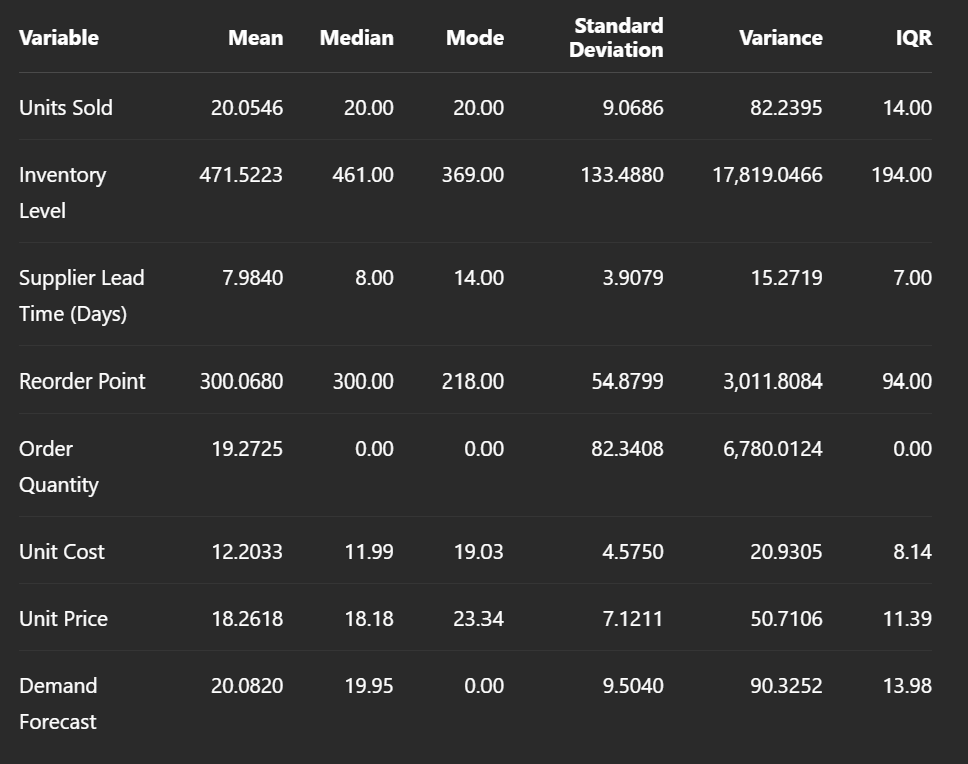 Variable Mean Median Mode Standard Deviation Variance IQR
Units Sold 20.0546 20.00 20.00 9.0686 82.2395 14.00
Inventory Level 471.5223 461.00 369.00 133.4880 17,819.0466 194.00
Supplier Lead Time (Days) 7.9840 8.00 14.00 3.9079 15.2719 7.00
Reorder Point 300.0680 300.00 218.00 54.8799 3,011.8084 94.00
Order Quantity 19.2725 0.00 0.00 82.3408 6,780.0124 0.00
Unit Cost 12.2033 11.99 19.03 4.5750 20.9305 8.14
Unit Price 18.2618 18.18 23.34 7.1211 50.7106 11.39
Demand Forecast 20.0820 19.95 0.00 9.5040 90.3252 13.98